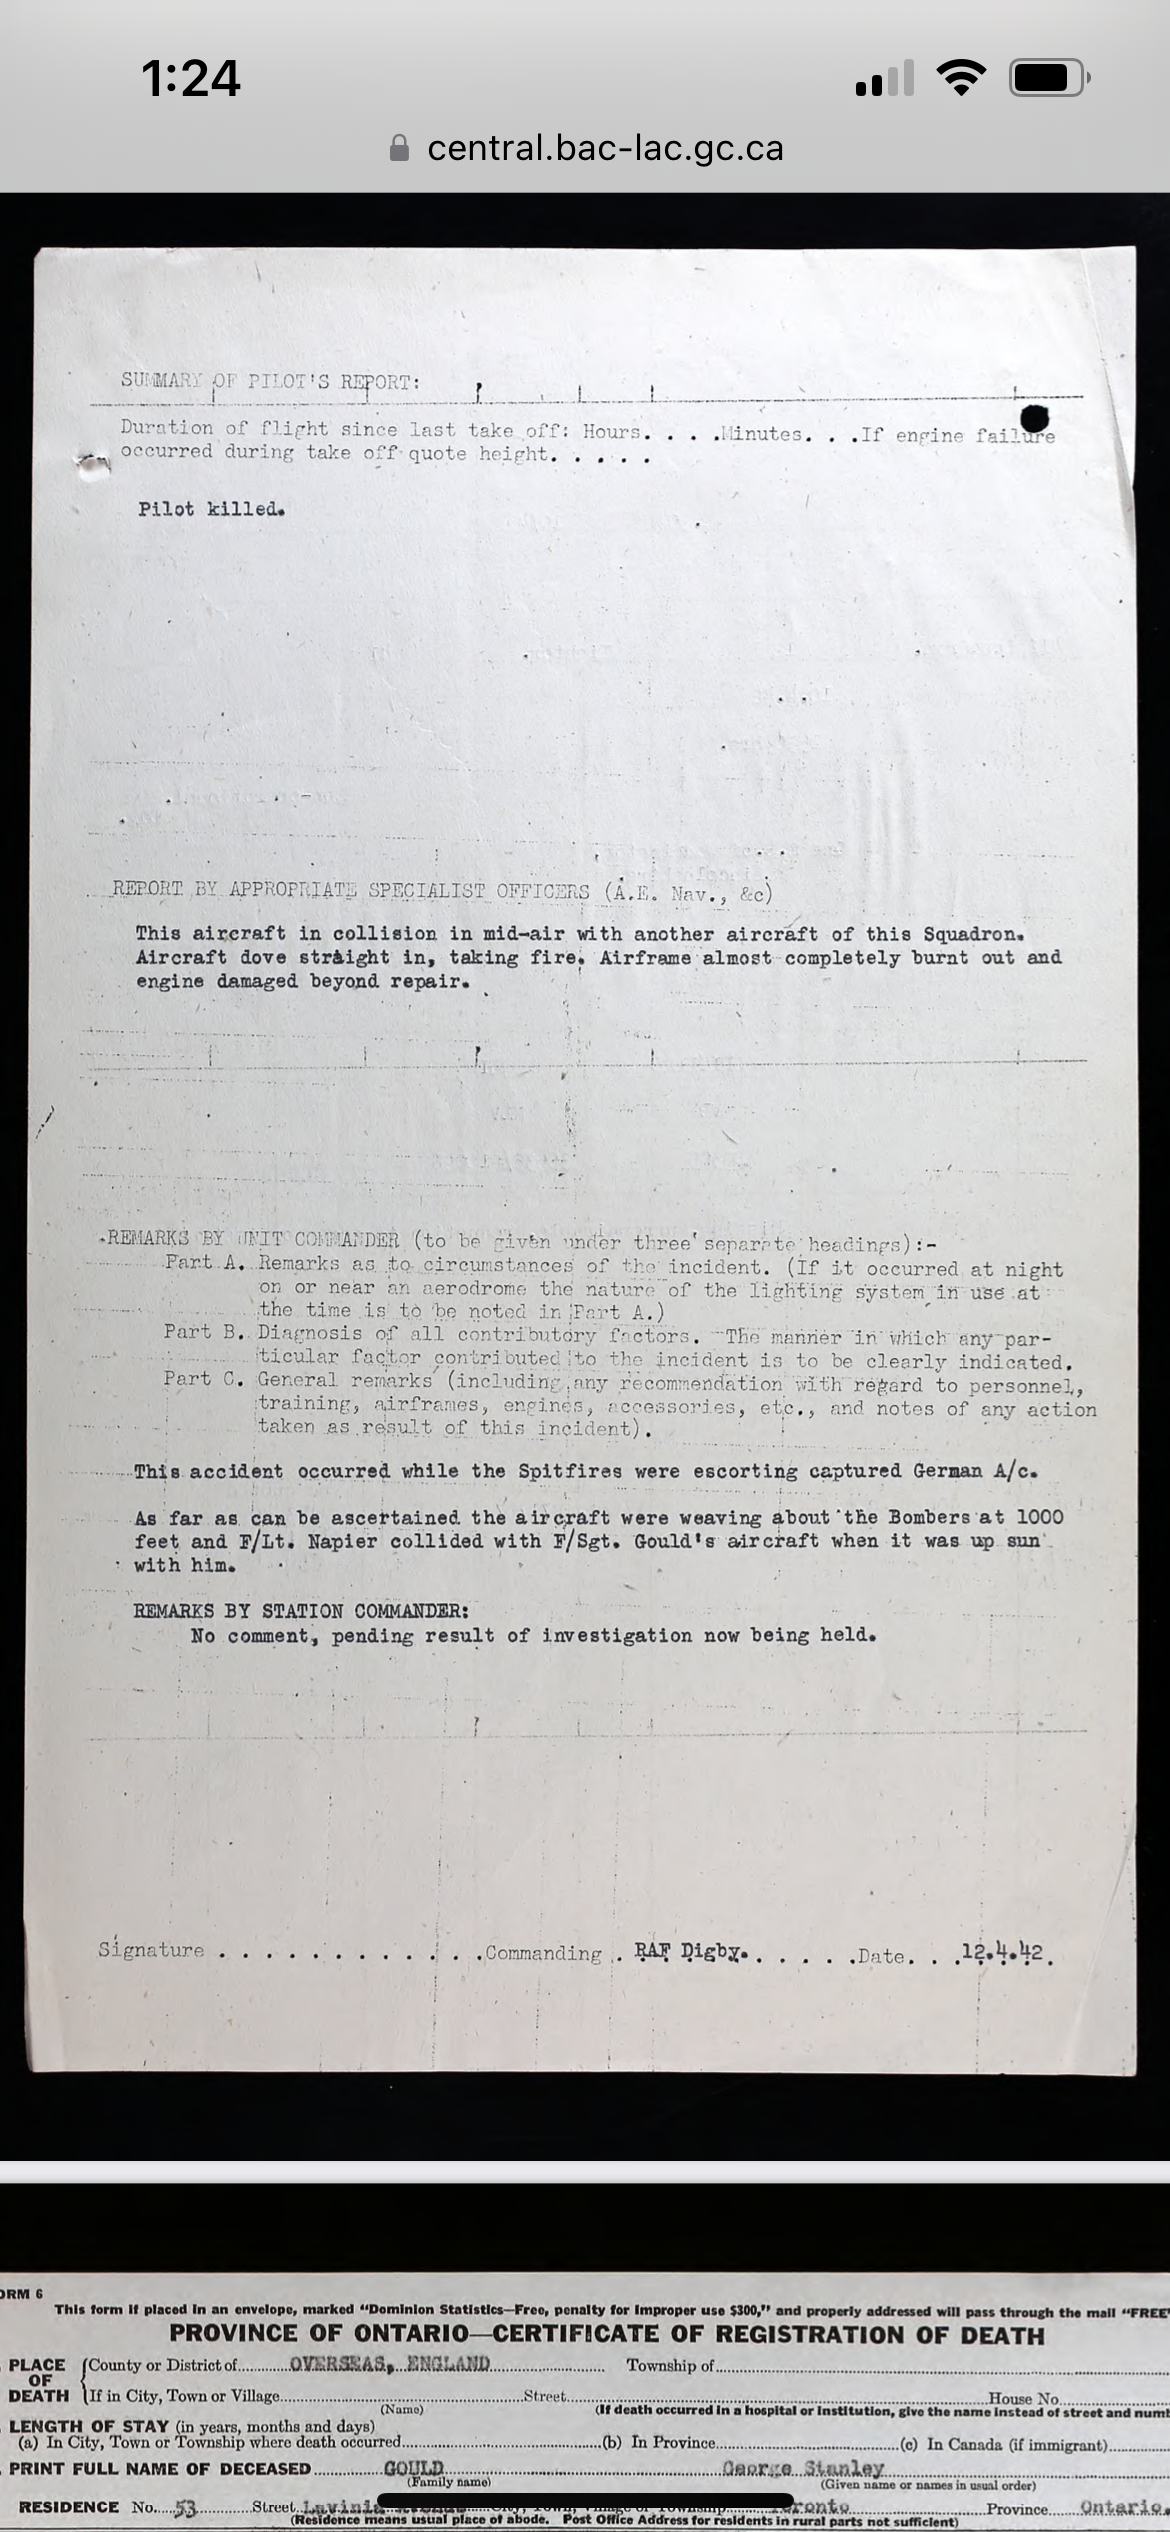 1:24
central.bac-lac.gc.ca
SUMMARY OF PILOT'S REPORT:
Duration of flight since last take off: Hours. . . .Minutes. . .If engine failure
occurred during take off quote height. . . . .
Pilot killed.
REPORT BY APPROPRIATE SPECIALIST OFFICERS (A.E. Nav., &c)
This aircraft in collision in mid-air with another aircraft of this Squadron.
Aircraft dove straight in, taking fire. Airframe almost completely burnt out and
engine damaged beyond repair.
REMARKS BY UNIT COMMANDER (to be given under three separate headings):-
Part A. Remarks as to circumstances of the incident. (If it occurred at night
on or near an aerodrome the nature of the lighting system in use at
the time is to be noted in Part A.)
Part B. Diagnosis of all contributory factors. The manner in which any par-
ticular factor contributed to the incident is to be clearly indicated.
Part C. General remarks (including any recommendation with regard to personnel,
training, airframes, engines, accessories, etc., and notes of any action
taken as result of this incident).
This accident occurred while the Spitfires were escorting captured German A/c.
As far as can be ascertained the aircraft were weaving about the Bombers at 1000
feet and F/Lt. Napier collided with F/Sgt. Gould's aircraft when it was up sun
with him.
REMARKS BY STATION COMMANDER:
No comment, pending result of investigation now being held.
Signature . . . . . . . . . . . .Commanding . RAF Digby. . . . . .Date. . .12.4.42.
ORM 6
This form if placed in an envelope, marked "Dominion Statistics—Free, penalty for improper use $300," and properly addressed will pass through the mail "FREE"
PROVINCE OF ONTARIO—CERTIFICATE OF REGISTRATION OF DEATH
PLACE OF DEATH
County or District of OVERSEAS, ENGLAND Township of
If in City, Town or Village Street House No.
(Name) (If death occurred in a hospital or institution, give the name instead of street and numb
LENGTH OF STAY (in years, months and days)
(a) In City, Town or Township where death occurred (b) In Province (c) In Canada (if immigrant)
PRINT FULL NAME OF DECEASED GOULD George Stanley
(Family name) (Given name or names in usual order)
RESIDENCE No. 53 Street Lavinia Province Ontario.
(Residence means usual place of abode. Post Office Address for residents in rural parts not sufficient)